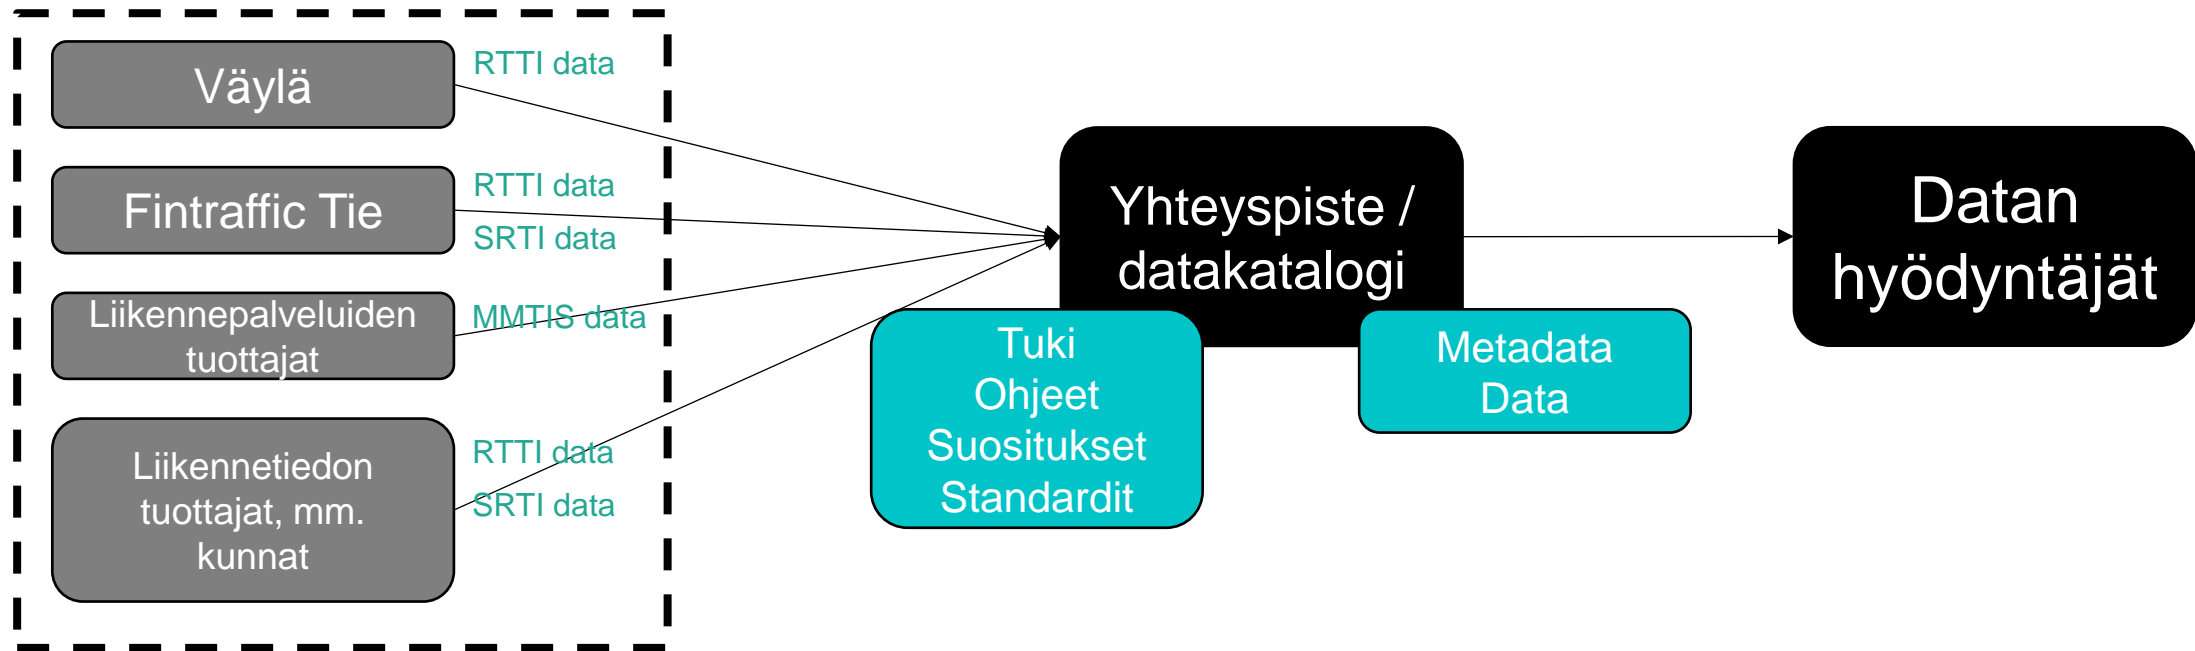 Väylä
RTTI data
Fintraffic Tie
RTTI data
SRTI data
Liikennepalveluiden
tuottajat
MMTIS data
Liikennetiedon
tuottajat, mm.
kunnat
RTTI data
SRTI data
Yhteyspiste /
datakatalogi
Tuki
Ohjeet
Suositukset
Standardit
Metadata
Data
Datan
hyödyntäjät